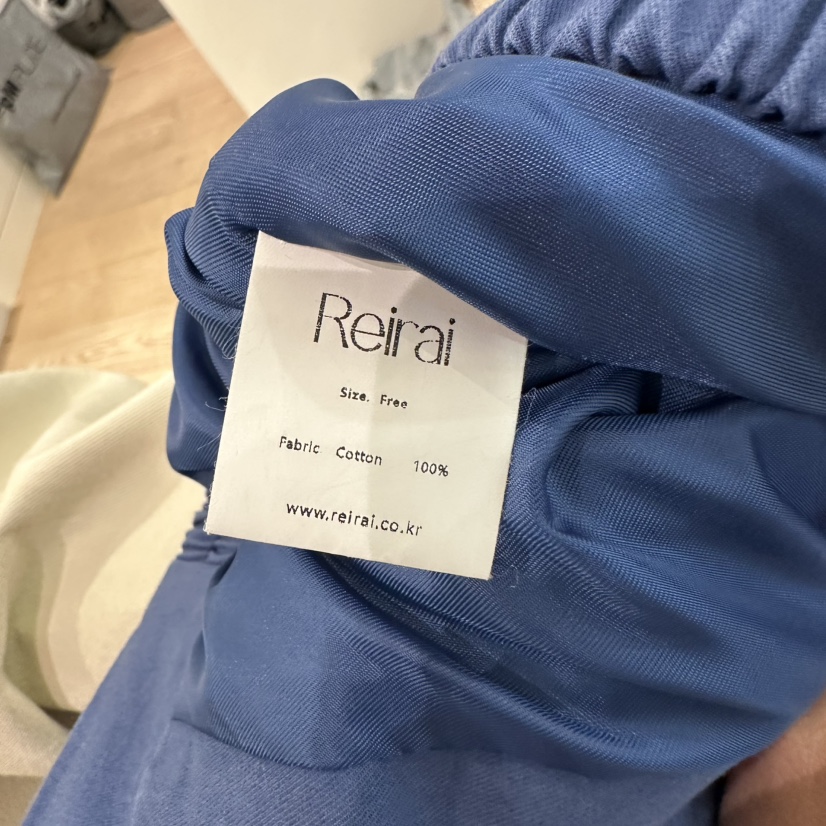 Reirai
Size. Free
Fabric Cotton 100%
www.reirai.co.kr